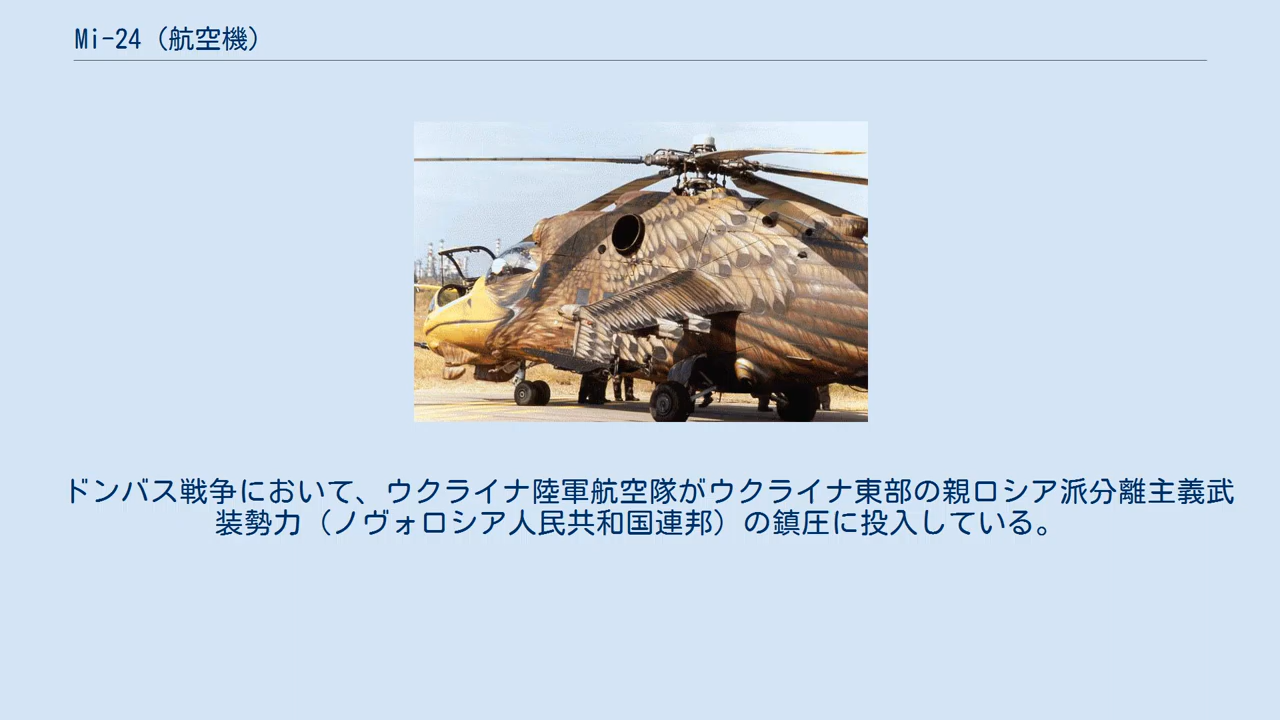 Mi-24（航空機）
ドンバス戦争において、ウクライナ陸軍航空隊がウクライナ東部の親ロシア派分離主義武
装勢力（ノヴォロシア人民共和国連邦）の鎮圧に投入している。